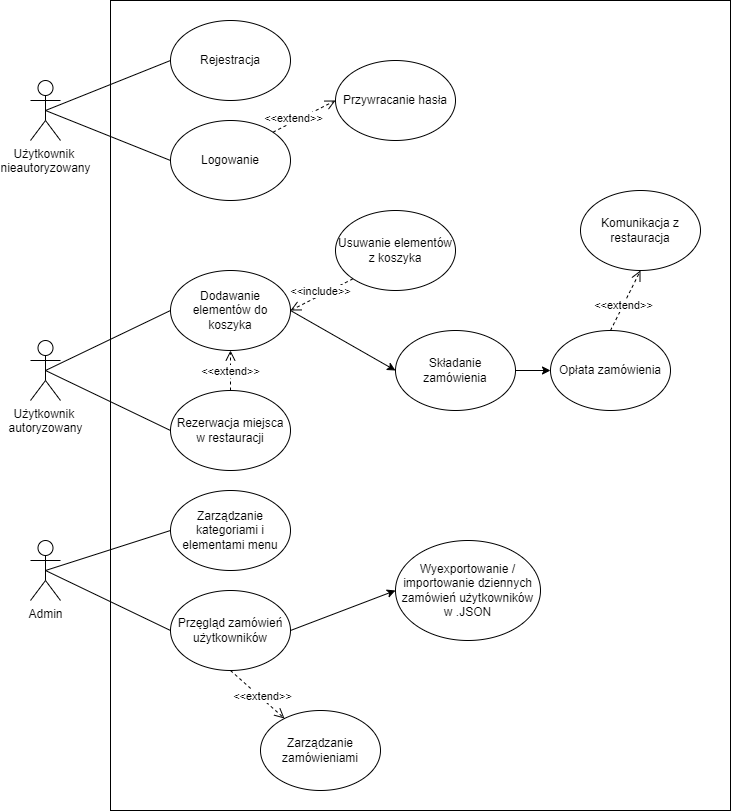 Rejestracja
Przywracanie hasła
<<extend>>
Logowanie
Użytkownik
nieautoryzowany
Komunikacja z
restauracja
Usuwanie elementów
z koszyka
<<include>>
Dodawanie
elementów do
koszyka
<<extend>>
Składanie
zamówienia
Opłata zamówienia
<<extend>>
Użytkownik
autoryzowany
Rezerwacja miejsca
w restauracji
Zarządzanie
kategoriami i
elementami menu
Wyexportowanie /
importowanie dziennych
zamówień użytkowników
w .JSON
Admin
Przęgląd zamówień
użytkowników
<<extend>>
Zarządzanie
zamówieniami